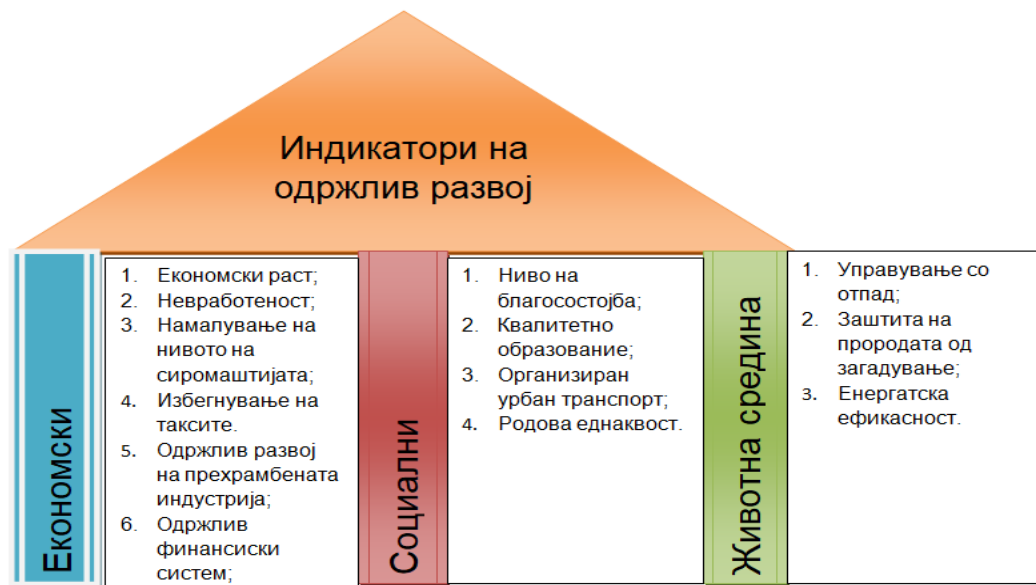 Индикатори на
одржлив развој
Економски
1. Економски раст;
2. Невработеност;
3. Намалување на
нивото на
сиромаштијата;
4. Избегнување на
таксите.
5. Одржлив развој
на прехрамбената
индустрија;
6. Одржлив
финансиски
систем;
Социални
1. Ниво на
благосостојба;
2. Квалитетно
образование;
3. Организиран
урбан транспорт;
4. Родова еднаквост.
Животна средина
1. Управување со
отпад;
2. Заштита на
прородата од
загадување;
3. Енергатска
ефикасност.